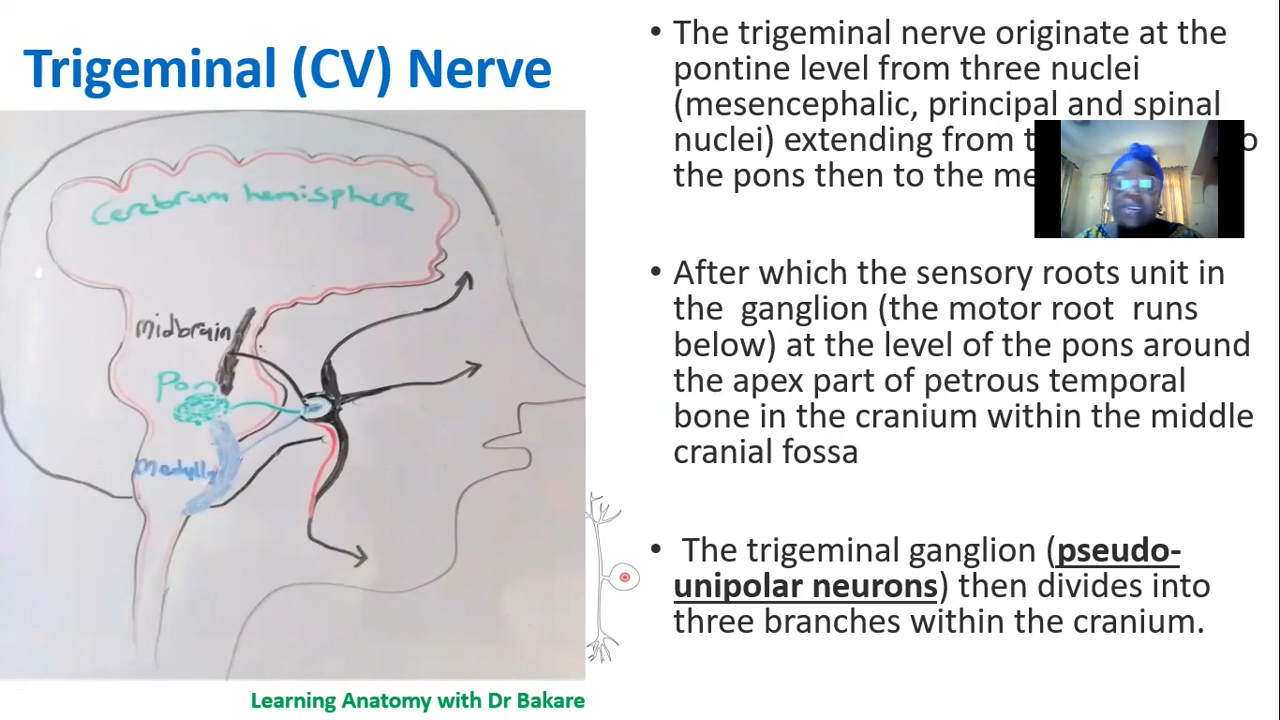 Trigeminal (CV) Nerve
Cerebrum hemisphere
midbrain
Pon
Medulla
Learning Anatomy with Dr Bakare
• The trigeminal nerve originate at the
pontine level from three nuclei
(mesencephalic, principal and spinal
nuclei) extending from
the pons then to the
• After which the sensory roots unit in
the ganglion (the motor root runs
below) at the level of the pons around
the apex part of petrous temporal
bone in the cranium within the middle
cranial fossa
• The trigeminal ganglion (pseudo-
unipolar neurons) then divides into
three branches within the cranium.